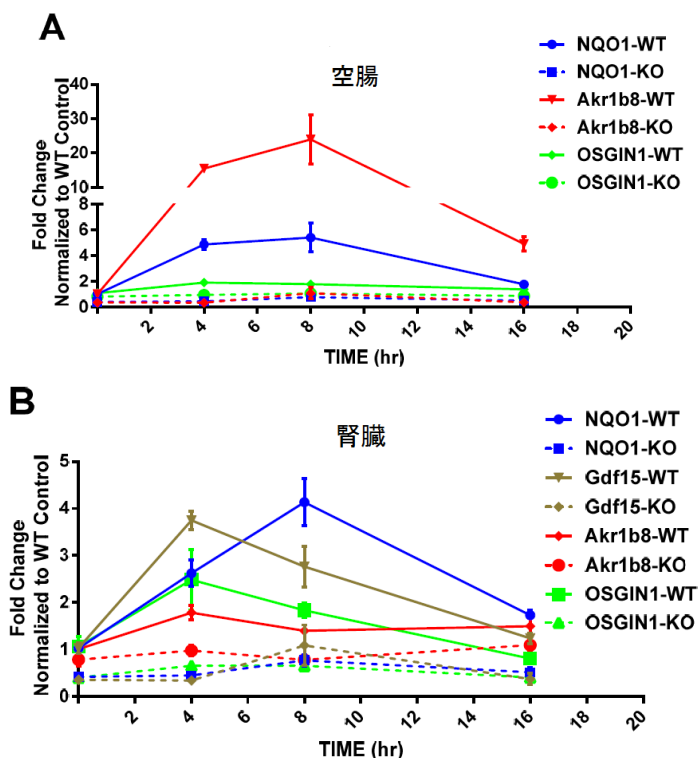 A
空腸
NQO1-WT
NQO1-KO
Akr1b8-WT
Akr1b8-KO
OSGIN1-WT
OSGIN1-KO
Fold Change
Normalized to WT Control
40
30
20
10
8
6
4
2
0
2 4 6 8 10 12 14 16 18 20
TIME (hr)
B
腎臓
NQO1-WT
NQO1-KO
Gdf15-WT
Gdf15-KO
Akr1b8-WT
Akr1b8-KO
OSGIN1-WT
OSGIN1-KO
Fold Change
Normalized to WT Control
5
4
3
2
1
0
2 4 6 8 10 12 14 16 18 20
TIME (hr)